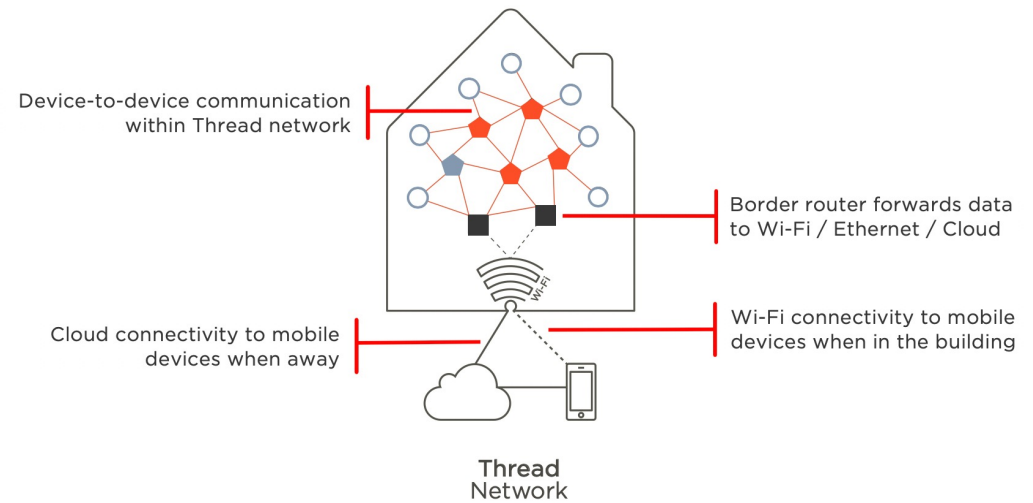 Device-to-device communication
within Thread network
Border router forwards data
to Wi-Fi / Ethernet / Cloud
Wi-Fi
Cloud connectivity to mobile
devices when away
Wi-Fi connectivity to mobile
devices when in the building
Thread
Network